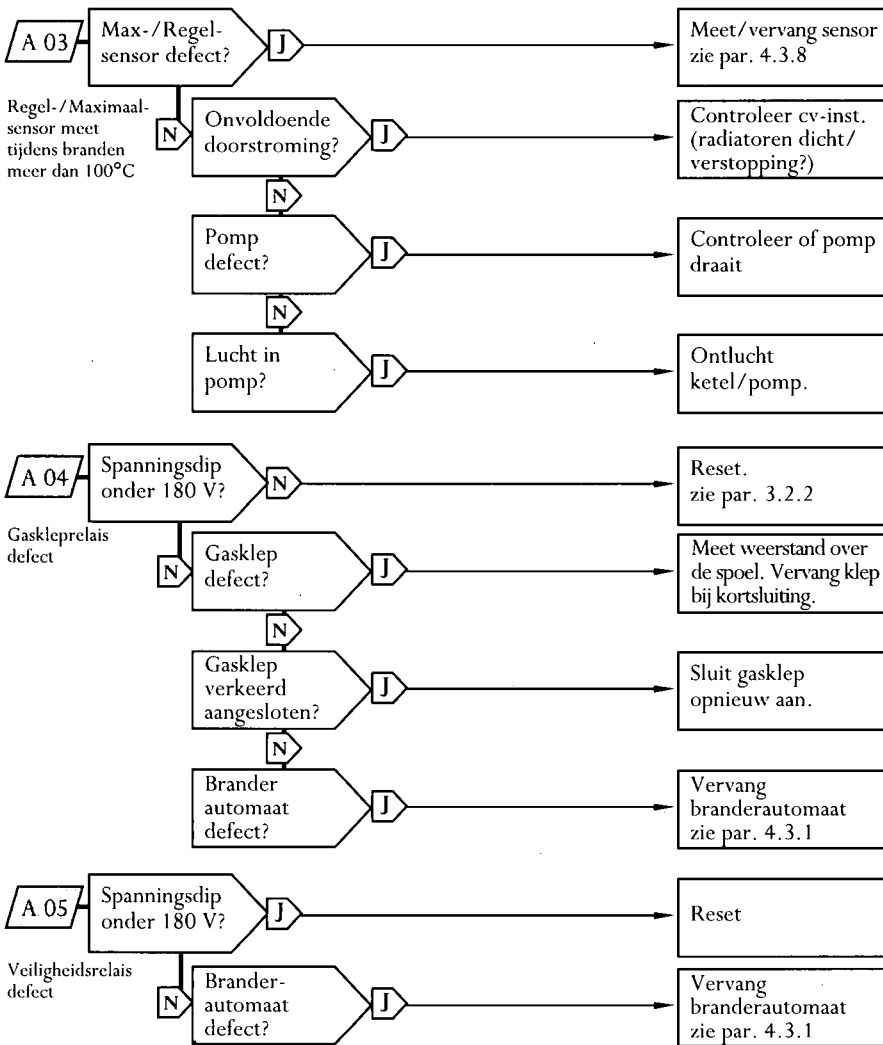 A 03
Max-/Regel-
sensor defect?
J
Meet/vervang sensor
zie par. 4.3.8
Regel-/Maximaal-
sensor meet
tijdens branden
meer dan 100°C
N
Onvoldoende
doorstroming?
J
Controleer cv-inst.
(radiatoren dicht/
verstopping?)
N
Pomp
defect?
J
Controleer of pomp
draait
N
Lucht in
pomp?
J
Ontlucht
ketel/pomp.
A 04
Spanningsdip
onder 180 V?
N
Reset.
zie par. 3.2.2
Gaskleprelais
defect
N
Gasklep
defect?
J
Meet weerstand over
de spoel. Vervang klep
bij kortsluiting.
N
Gasklep
verkeerd
aangesloten?
J
Sluit gasklep
opnieuw aan.
N
Brander
automaat
defect?
J
Vervang
branderautomaat
zie par. 4.3.1
A 05
Spanningsdip
onder 180 V?
J
Reset
Veiligheidsrelais
defect
N
Brander-
automaat
defect?
J
Vervang
branderautomaat
zie par. 4.3.1